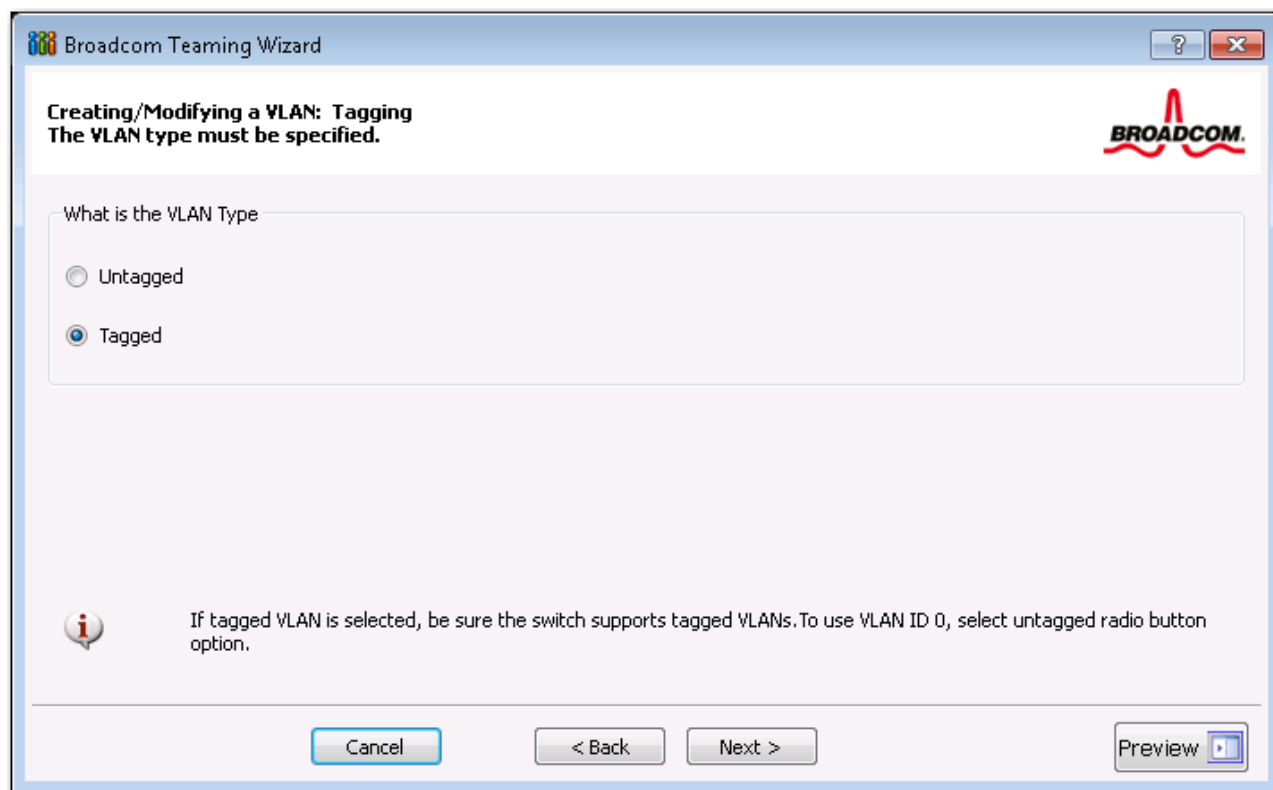 Broadcom Teaming Wizard
Creating/Modifying a VLAN: Tagging
The VLAN type must be specified.
BROADCOM.
What is the VLAN Type
Untagged
Tagged
If tagged VLAN is selected, be sure the switch supports tagged VLANs.To use VLAN ID 0, select untagged radio button
option.
Cancel
< Back
Next >
Preview